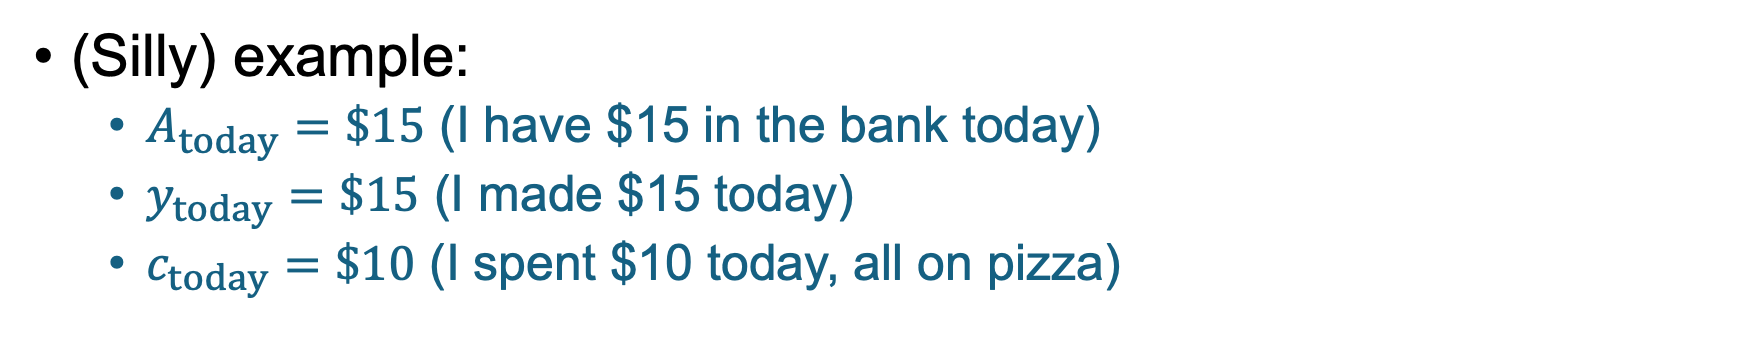 • (Silly) example:
• A_today = $15 (I have $15 in the bank today)
• y_today = $15 (I made $15 today)
• c_today = $10 (I spent $10 today, all on pizza)